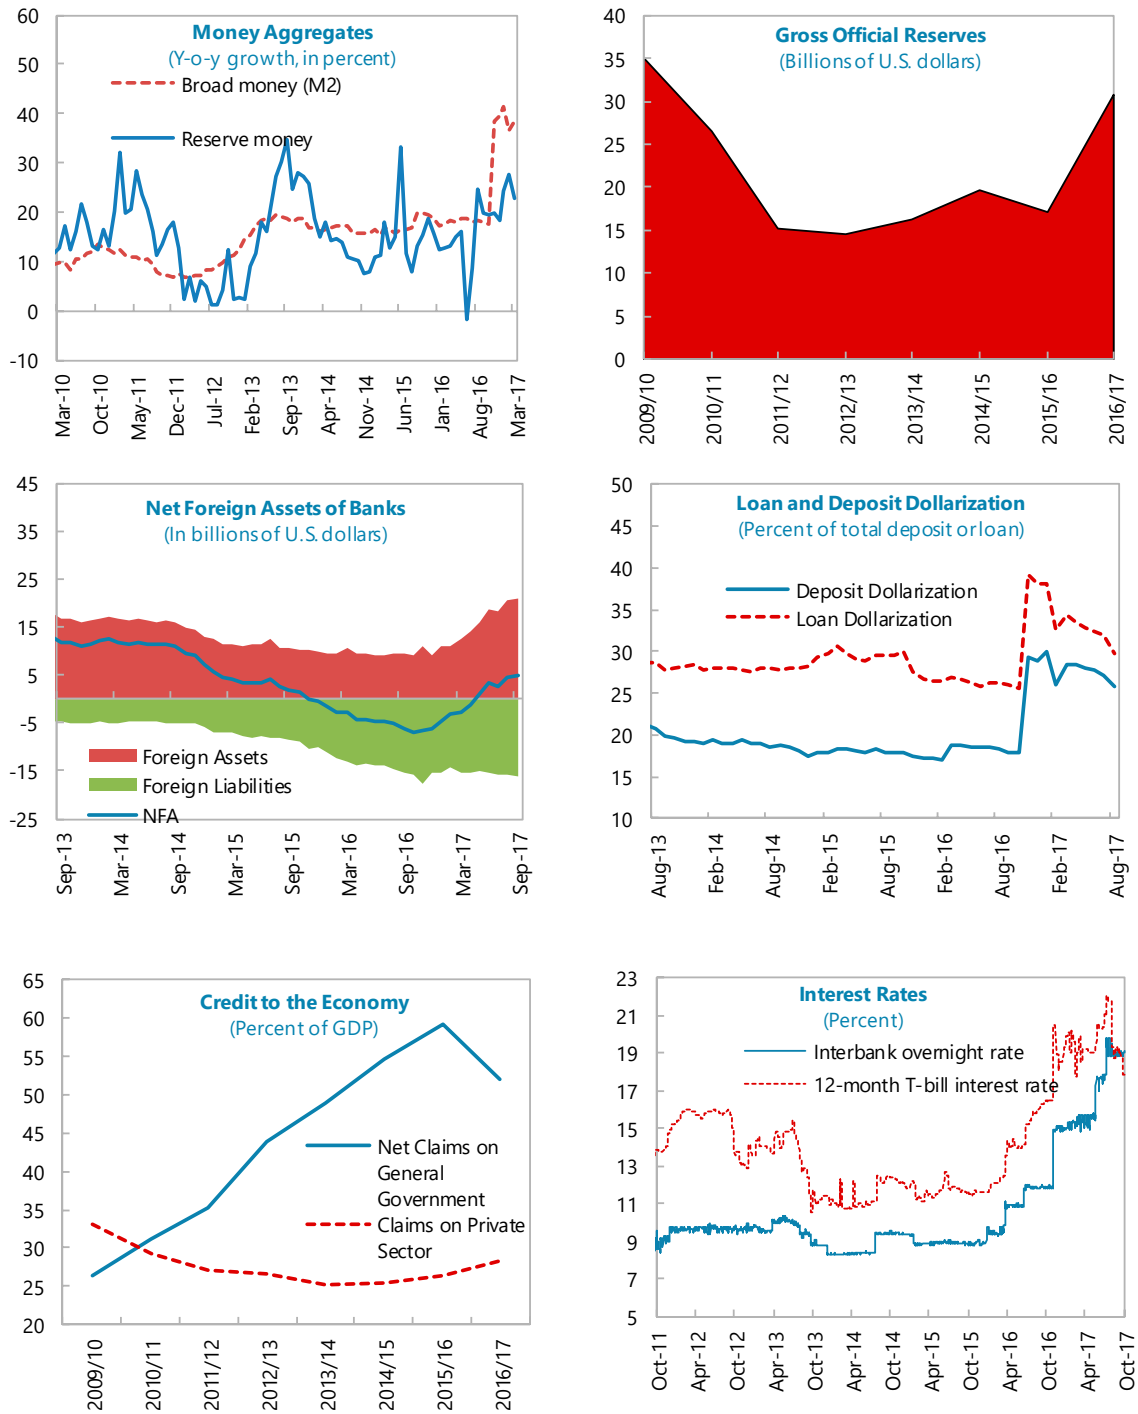 Money Aggregates
(Y-o-y growth, in percent)
Broad money (M2)
Reserve money
60
50
40
30
20
10
0
-10
Mar-10
Oct-10
May-11
Dec-11
Jul-12
Feb-13
Sep-13
Apr-14
Nov-14
Jun-15
Jan-16
Aug-16
Mar-17
Gross Official Reserves
(Billions of U.S. dollars)
40
35
30
25
20
15
10
5
0
2009/10
2010/11
2011/12
2012/13
2013/14
2014/15
2015/16
2016/17
Net Foreign Assets of Banks
(In billions of U.S. dollars)
45
35
25
15
5
-5
-15
-25
Foreign Assets
Foreign Liabilities
NFA
Sep-13
Mar-14
Sep-14
Mar-15
Sep-15
Mar-16
Sep-16
Mar-17
Sep-17
Loan and Deposit Dollarization
(Percent of total deposit or loan)
Deposit Dollarization
Loan Dollarization
50
45
40
35
30
25
20
15
10
Aug-13
Feb-14
Aug-14
Feb-15
Aug-15
Feb-16
Aug-16
Feb-17
Aug-17
Credit to the Economy
(Percent of GDP)
65
60
55
50
45
40
35
30
25
20
Net Claims on
General
Government
Claims on Private
Sector
2009/10
2010/11
2011/12
2012/13
2013/14
2014/15
2015/16
2016/17
Interest Rates
(Percent)
Interbank overnight rate
12-month T-bill interest rate
23
21
19
17
15
13
11
9
7
5
Oct-11
Apr-12
Oct-12
Apr-13
Oct-13
Apr-14
Oct-14
Apr-15
Oct-15
Apr-16
Oct-16
Apr-17
Oct-17